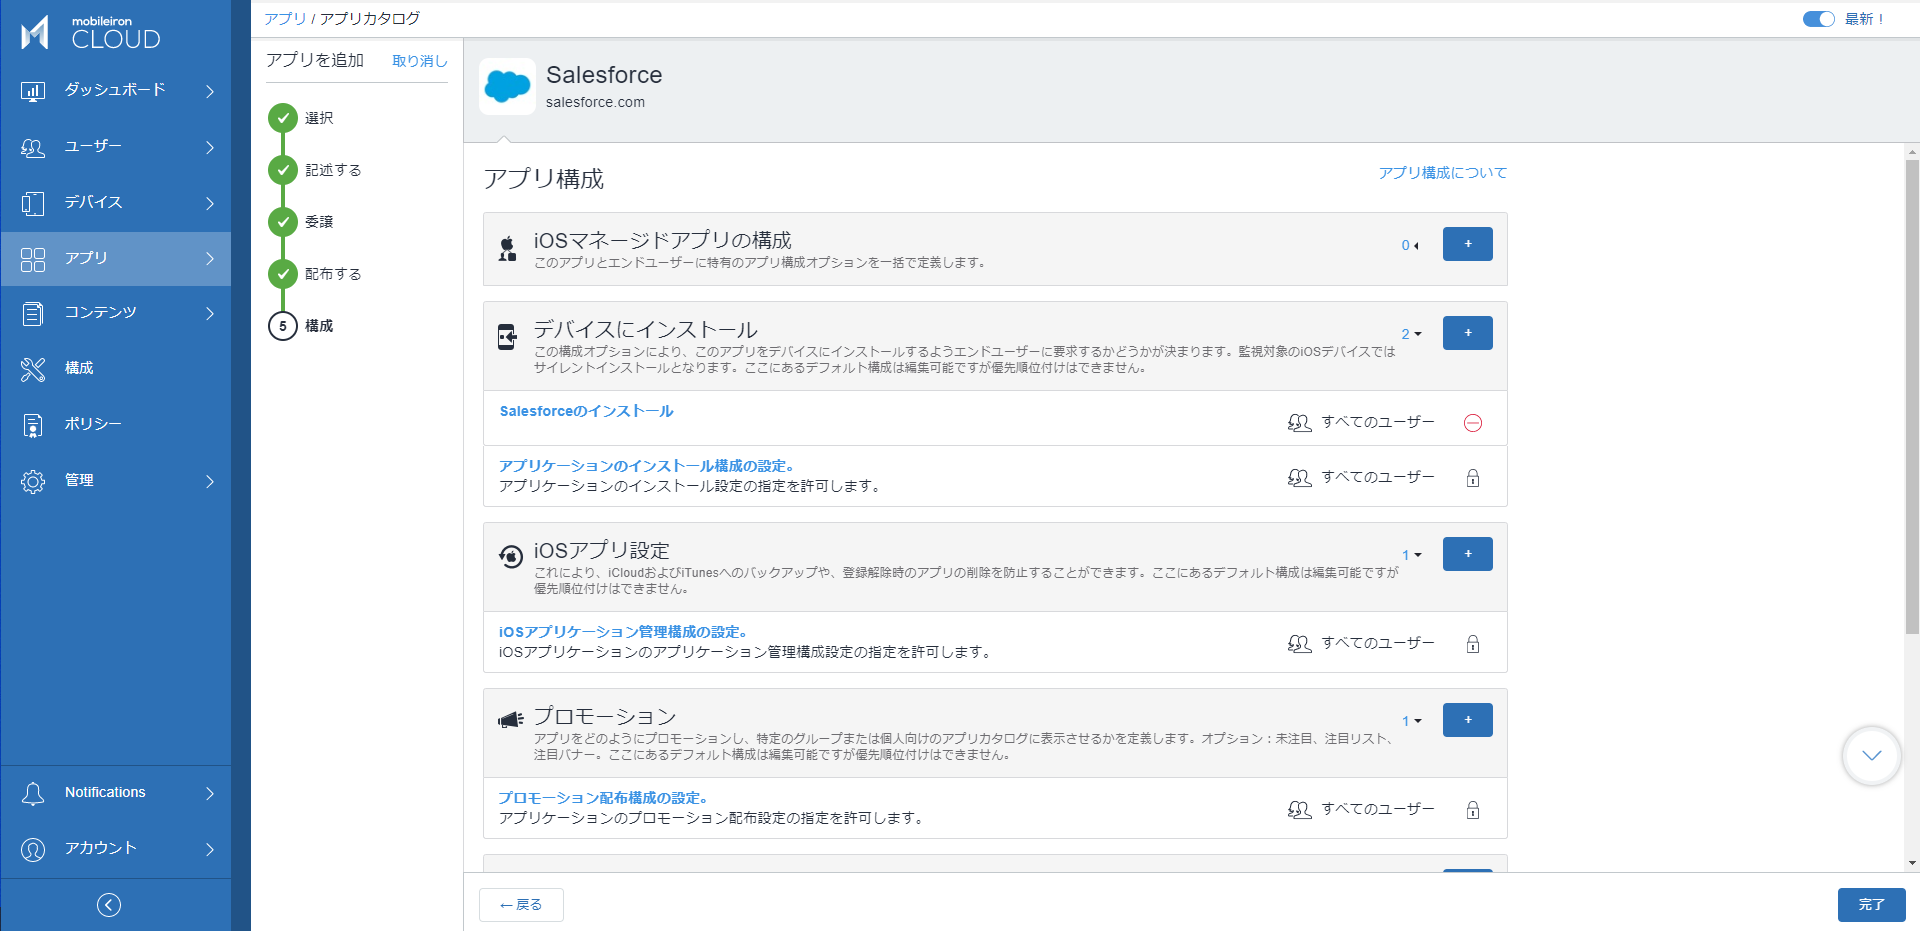 mobileiron
CLOUD
ダッシュボード
ユーザー
デバイス
アプリ
コンテンツ
構成
ポリシー
管理
Notifications
アカウント
アプリ / アプリカタログ
最新！
アプリを追加
取り消し
選択
記述する
委譲
配布する
5 構成
Salesforce
salesforce.com
アプリ構成
アプリ構成について
iOSマネージドアプリの構成
このアプリとエンドユーザーに特有のアプリ構成オプションを一括で定義します。
0
+
デバイスにインストール
この構成オプションにより、このアプリをデバイスにインストールするようエンドユーザーに要求するかどうかが決まります。監視対象のiOSデバイスでは
サイレントインストールとなります。ここにあるデフォルト構成は編集可能ですが優先順位付けはできません。
2
+
Salesforceのインストール
すべてのユーザー
アプリケーションのインストール構成の設定。
アプリケーションのインストール設定の指定を許可します。
すべてのユーザー
iOSアプリ設定
これにより、iCloudおよびiTunesへのバックアップや、登録解除時のアプリの削除を防止することができます。ここにあるデフォルト構成は編集可能ですが
優先順位付けはできません。
1
+
iOSアプリケーション管理構成の設定。
iOSアプリケーションのアプリケーション管理構成設定の指定を許可します。
すべてのユーザー
プロモーション
アプリをどのようにプロモーションし、特定のグループまたは個人向けのアプリカタログに表示させるかを定義します。オプション：未注目、注目リスト、
注目バナー。ここにあるデフォルト構成は編集可能ですが優先順位付けはできません。
1
+
プロモーション配布構成の設定。
アプリケーションのプロモーション配布設定の指定を許可します。
すべてのユーザー
←戻る
完了